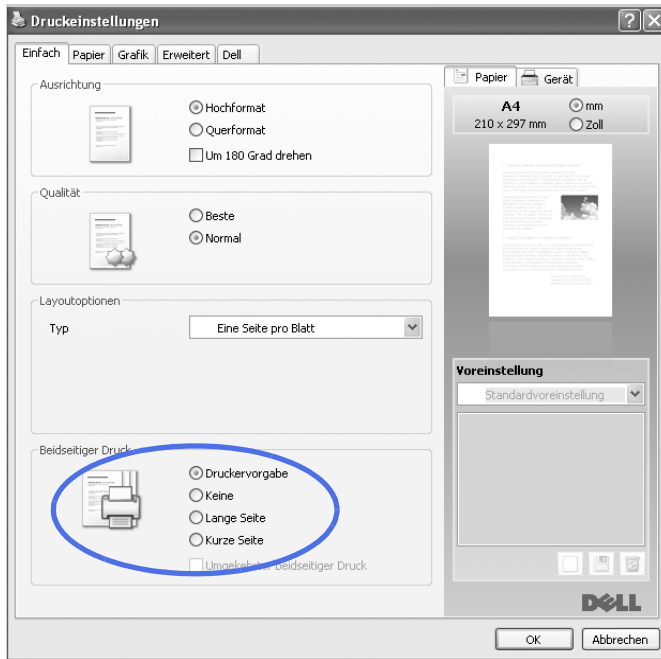 Druckeinstellungen
Einfach Papier Grafik Erweitert Dell
Ausrichtung
Hochformat
Querformat
Um 180 Grad drehen
Qualität
Beste
Normal
Layoutoptionen
Typ Eine Seite pro Blatt
Beidseitiger Druck
Druckervorgabe
Keine
Lange Seite
Kurze Seite
Umgekehrter beidseitiger Druck
Papier Gerät
A4 mm
210 x 297 mm Zoll
Voreinstellung
Standardvoreinstellung
DELL
OK Abbrechen